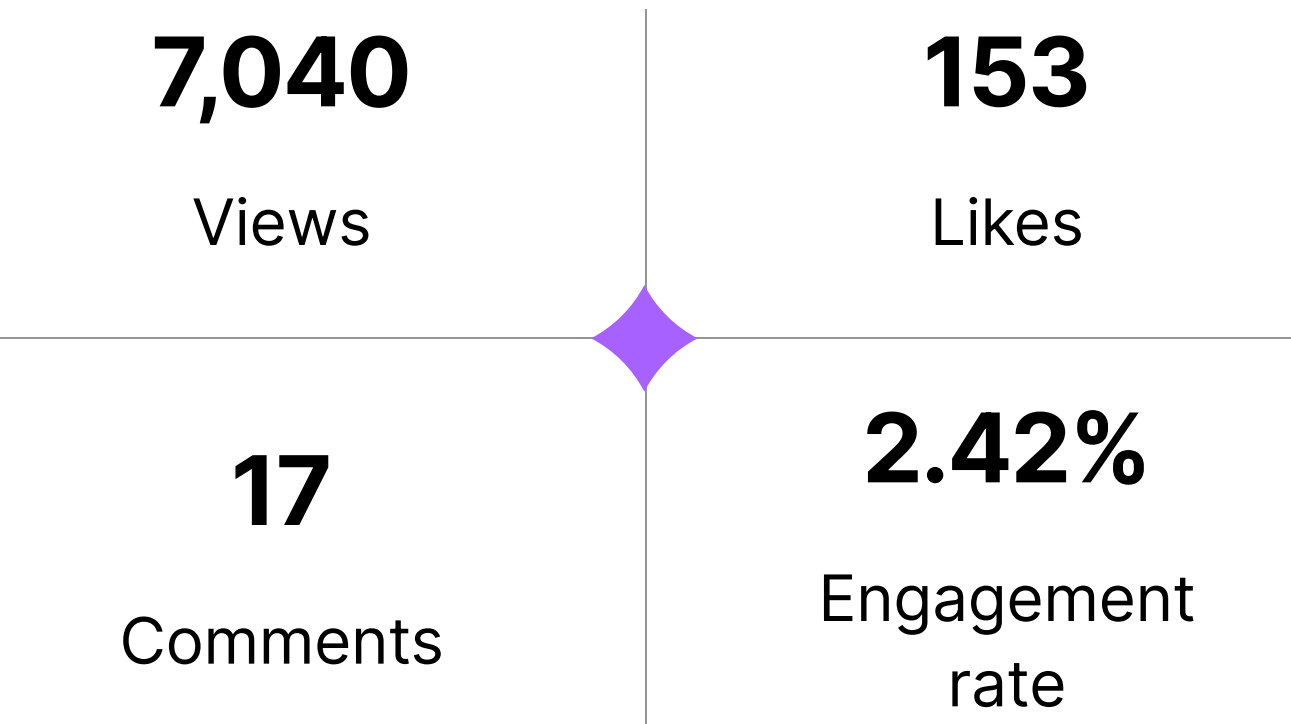 7,040
Views
153
Likes
17
Comments
2.42%
Engagement
rate